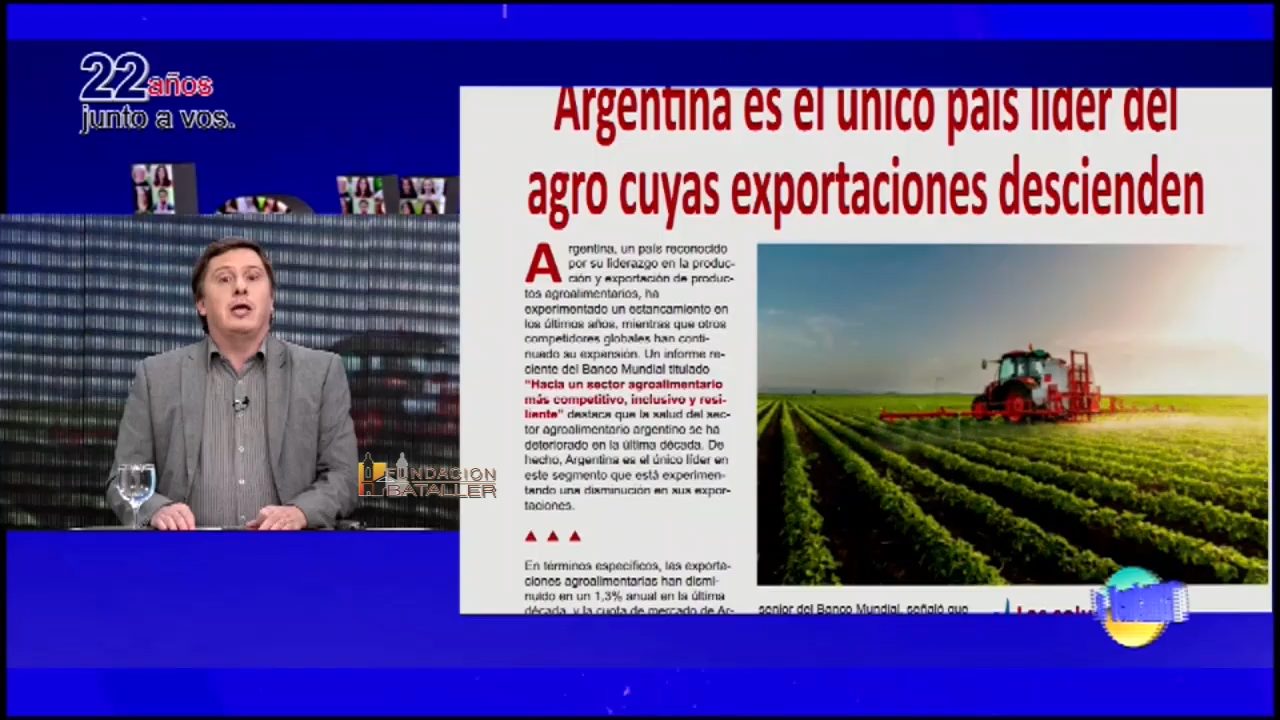 22 años
junto a vos.
Argentina es el único país líder del
agro cuyas exportaciones descienden
Argentina, un país reconocido
por su liderazgo en la produc-
ción y exportación de produc-
tos agroalimentarios, ha
experimentado un estancamiento en
los últimos años, mientras que otros
competidores globales han conti-
nuado su expansión. Un informe re-
ciente del Banco Mundial titulado
"Hacia un sector agroalimentario
más competitivo, inclusivo y resi-
liente" destaca que la salud del sec-
tor agroalimentario argentino se ha
deteriorado en la última década. De
hecho, Argentina es el único líder en
este segmento que está experimen-
tando una disminución en sus expor-
taciones.
En términos específicos, las exporta-
ciones agroalimentarias han dismi-
nuido en un 1,3% anual en la última
década, y la cuota de mercado de Ar-
senior del Banco Mundial, señaló que
FUNDACION
BATALLER